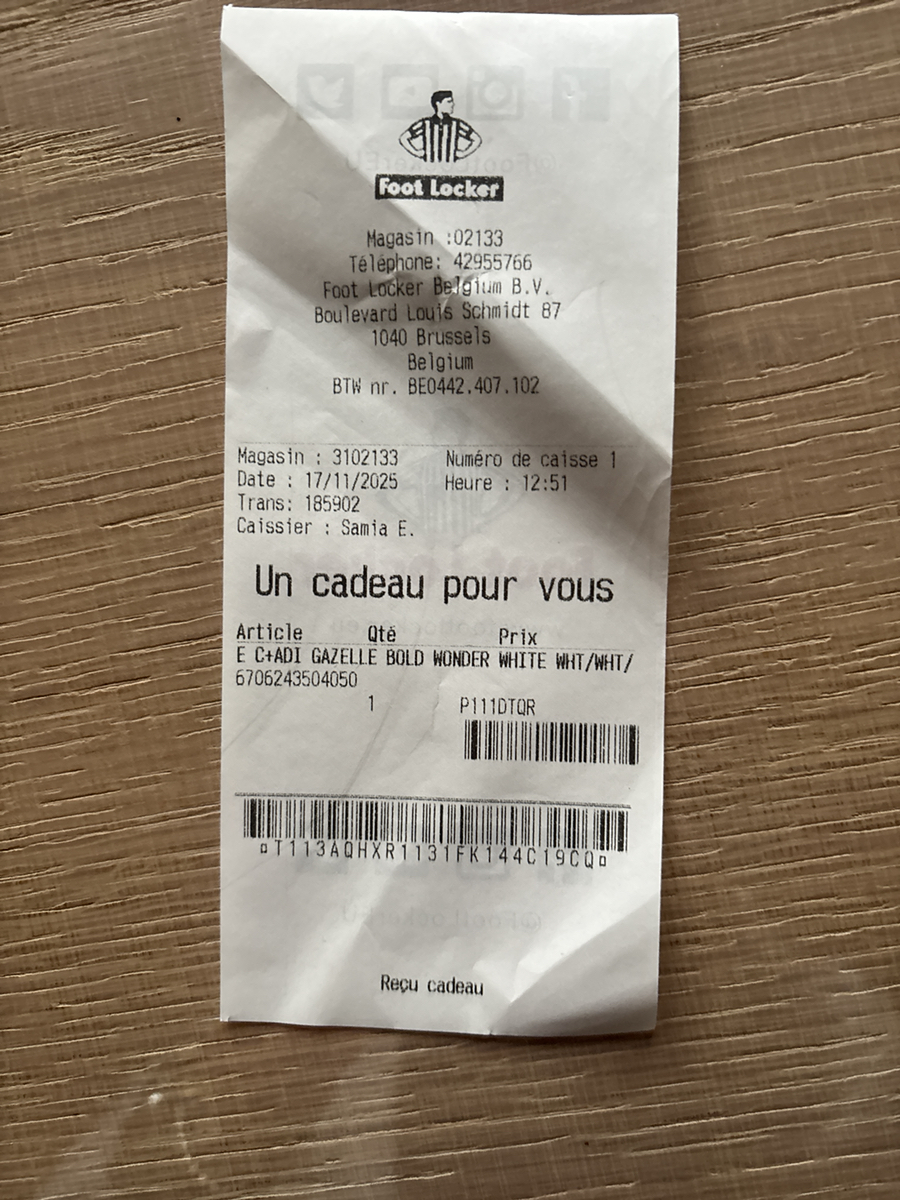 Foot Locker
Magasin :02133
Téléphone: 42955766
Foot Locker Belgium B.V.
Boulevard Louis Schmidt 87
1040 Brussels
Belgium
BTW nr. BE0442.407.102
Magasin : 3102133 Numéro de caisse 1
Date : 17/11/2025 Heure : 12:51
Trans: 185902
Caissier : Samia E.
Un cadeau pour vous
Article Qté Prix
E C+ADI GAZELLE BOLD WONDER WHITE WHT/WHT/
6706243504050
1 P111DTQR
¤T113AQHXR1131FK144C19CQ¤
Reçu cadeau